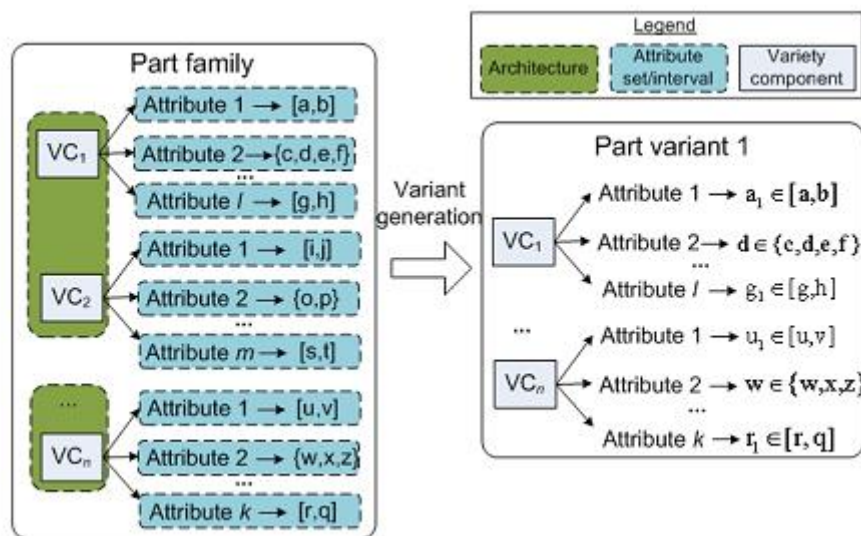 Legend
Architecture
Attribute
set/interval
Variety
component
Part family
VC1
Attribute 1 → [a,b]
Attribute 2 → {c,d,e,f}
...
Attribute l → [g,h]
VC2
Attribute 1 → [i,j]
Attribute 2 → {o,p}
...
Attribute m → [s,t]
...
VCn
Attribute 1 → [u,v]
Attribute 2 → {w,x,z}
...
Attribute k → [r,q]
Variant
generation
Part variant 1
VC1
Attribute 1 → a1 ∈ [a,b]
Attribute 2 → d ∈ {c,d,e,f}
...
Attribute l → g1 ∈ [g,h]
...
VCn
Attribute 1 → u1 ∈ [u,v]
Attribute 2 → w ∈ {w,x,z}
...
Attribute k → r1 ∈ [r,q]